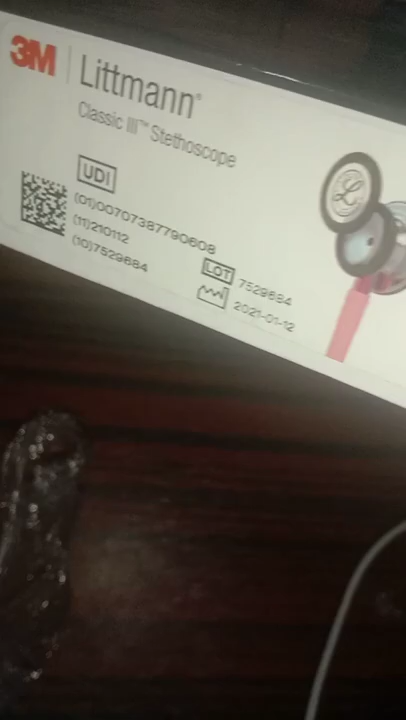 3M | Littmann®
Classic III™ Stethoscope
UDI
(01)00707387790608
(11)210112
(10)7529684
LOT 7529684
2021-01-12